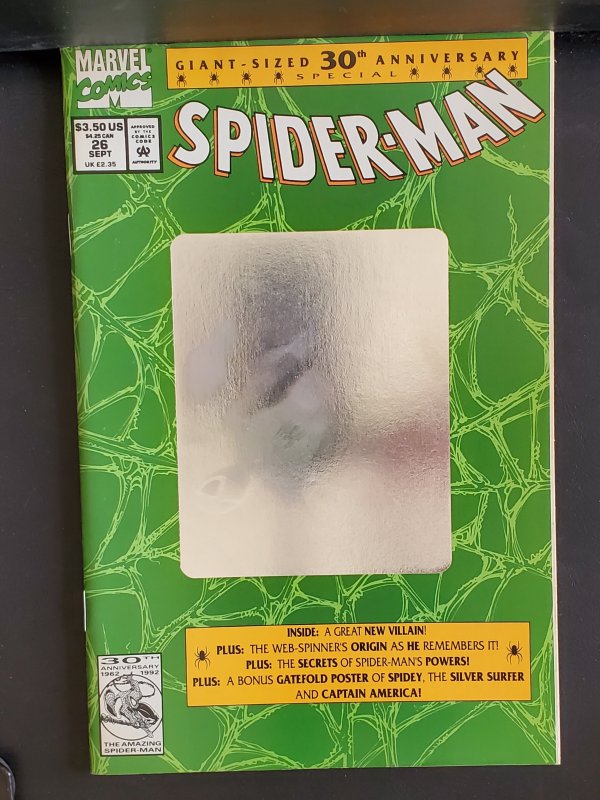 MARVEL
COMICS
M
GIANT-SIZED 30th ANNIVERSARY
SPECIAL
SPIDER-MAN®
$3.50 US
$4.25 CAN
26
SEPT
UK £2.35
APPROVED
BY THE
COMICS
CODE
CA
AUTHORITY
INSIDE: A GREAT NEW VILLAIN!
PLUS: THE WEB-SPINNER'S ORIGIN AS HE REMEMBERS IT!
PLUS: THE SECRETS OF SPIDER-MAN'S POWERS!
PLUS: A BONUS GATEFOLD POSTER OF SPIDEY, THE SILVER SURFER
AND CAPTAIN AMERICA!
30TH
ANNIVERSARY
1962 1992
THE AMAZING
SPIDER-MAN